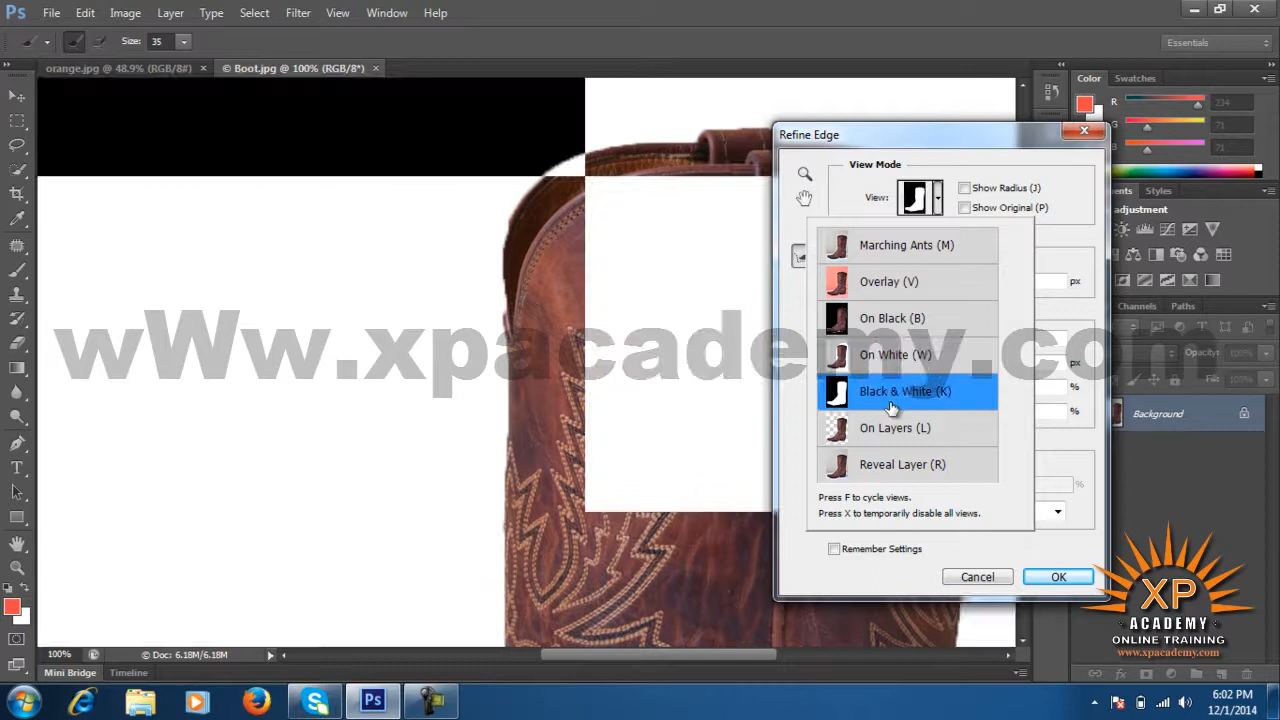 Ps File Edit Image Layer Type Select Filter View Window Help
Size: 35 Essentials
orange.jpg @ 48.9% (RGB/8#) × © Boot.jpg @ 100% (RGB/8*) ×
Color Swatches
R 234
G 71
B 71
Styles
adjustment
Channels Paths
Opacity: 100%
Fill: 100%
Background
Refine Edge
View Mode
View: Show Radius (J)
Show Original (P)
Marching Ants (M)
Overlay (V)
px
On Black (B)
On White (W)
px
Black & White (K)
%
%
On Layers (L)
Reveal Layer (R)
%
Press F to cycle views.
Press X to temporarily disable all views.
Remember Settings
Cancel OK
wWw.xpacademy.com
XP
ACADEMY
ONLINE TRAINING
www.xpacademy.com
100% © Doc: 6.18M/6.18M
Mini Bridge Timeline
Ps
6:02 PM
12/1/2014